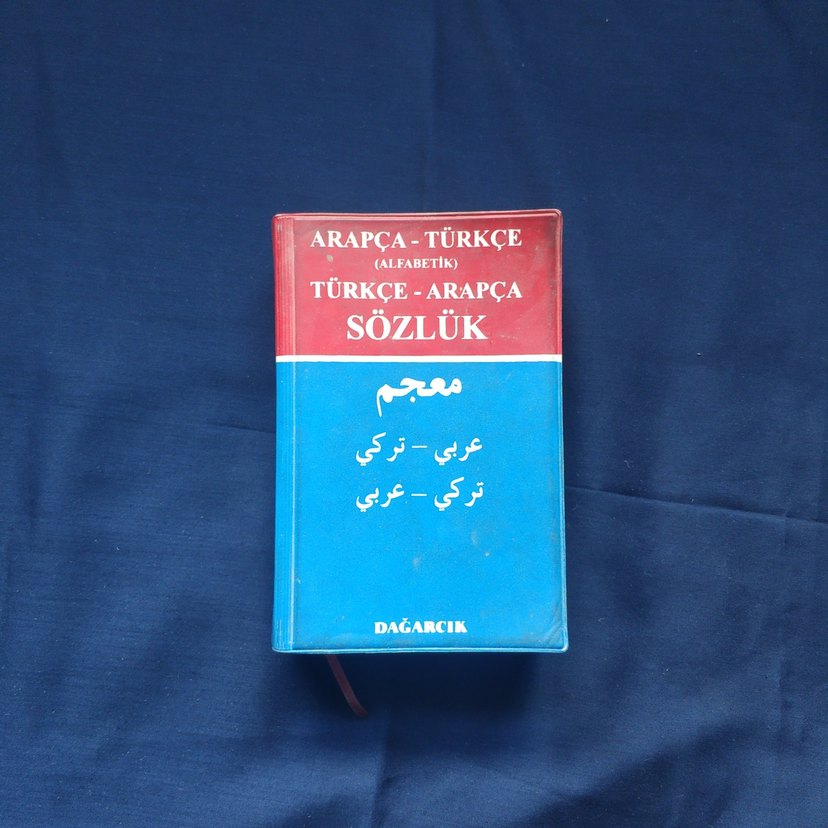 ARAPÇA - TÜRKÇE
(ALFABETİK)
TÜRKÇE - ARAPÇA
SÖZLÜK
معجم
عربي – تركي
تركي – عربي
DAĞARCIK